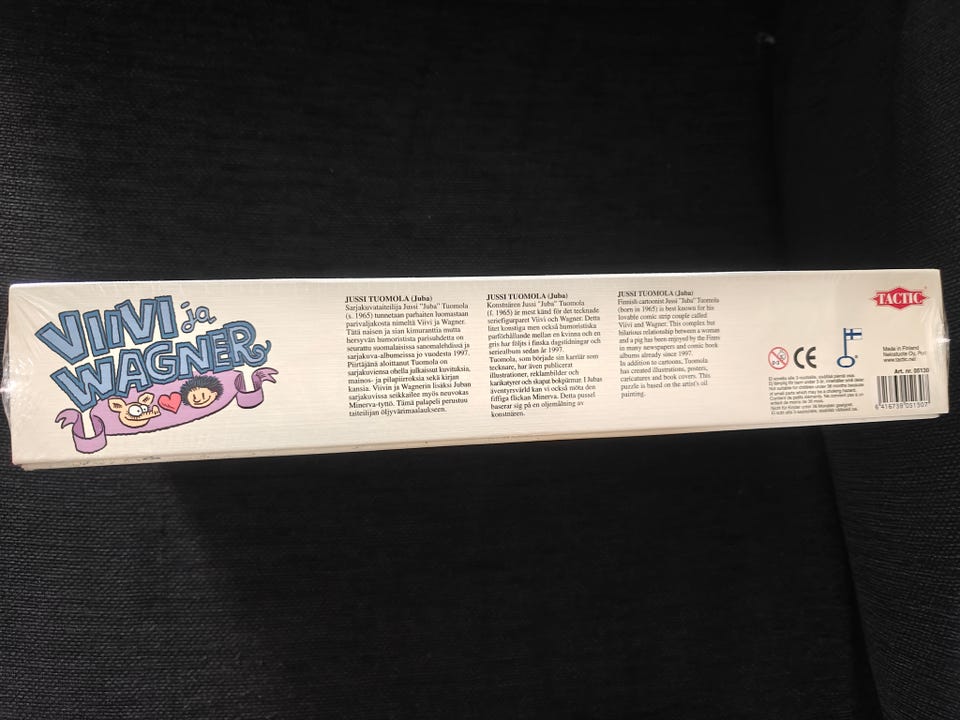 VIIVI ja
WAGNER
JUSSI TUOMOLA (Juba)
Sarjakuvataiteilija Jussi "Juba" Tuomola
(s. 1965) tunnetaan parhaiten luomastaan
parivaljakosta nimeltä Viivi ja Wagner.
Tätä naisen ja sian kimuranttia mutta
hersyvän humoristista parisuhdetta on
seurattu suomalaisissa sanomalehdissä ja
sarjakuva-albumeissa jo vuodesta 1997.
Piirtäjänä aloittanut Tuomola on
sarjakuviensa ohella julkaissut kuvituksia,
mainos- ja pilapiirroksia sekä kirjan
kansia. Viivin ja Wagnerin lisäksi Juban
sarjakuvissa seikkailee myös neuvokas
Minerva-tyttö. Tämä palapeli perustuu
taiteilijan öljyvärimaalaukseen.
JUSSI TUOMOLA (Juba)
Konstnären Jussi "Juba" Tuomola
(f. 1965) är mest känd för det tecknade
seriefigurparet Viivi och Wagner. Detta
litet konstiga men också humoristiska
parförhållande mellan en kvinna och en
gris har följts i finska dagstidningar och
seriealbum sedan år 1997.
Tuomola, som började sin karriär som
tecknare, har även publicerat
illustrationer, reklambilder och
karikatyrer och skapat bokpärmar. I Jubas
äventyrsvärld kan vi också möta den
fiffiga flickan Minerva. Detta pussel
baserar sig på en oljemålning av
konstnären.
JUSSI TUOMOLA (Juba)
Finnish cartoonist Jussi "Juba" Tuomola
(born in 1965) is best known for his
lovable comic strip couple called
Viivi and Wagner. This complex but
hilarious relationship between a woman
and a pig has been enjoyed by the Finns
in many newspapers and comic book
albums already since 1997.
In addition to cartoons, Tuomola
has created illustrations, posters,
caricatures and book covers. This
puzzle is based on the artist's oil
painting.
0-3
CE
TACTIC
Made in Finland
Nelostuote Oy, Pori
www.tactic.net
Art. nr. 05130
6 416739 051307